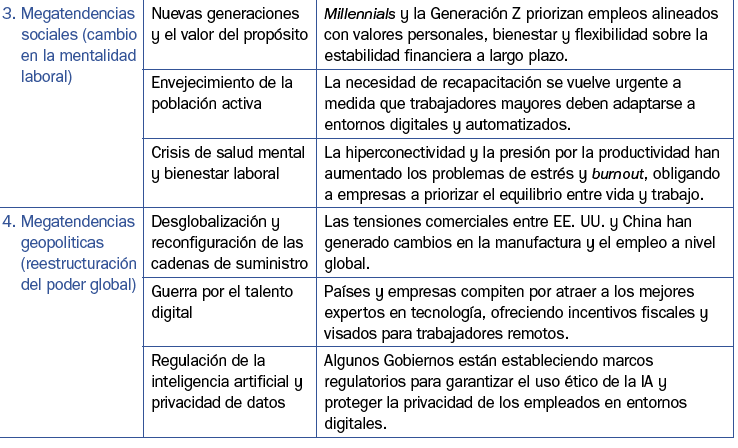 3. Megatendencias
sociales (cambio
en la mentalidad
laboral)
Nuevas generaciones
y el valor del propósito
Millennials y la Generación Z priorizan empleos alineados
con valores personales, bienestar y flexibilidad sobre la
estabilidad financiera a largo plazo.
Envejecimiento de la
población activa
La necesidad de recapacitación se vuelve urgente a
medida que trabajadores mayores deben adaptarse a
entornos digitales y automatizados.
Crisis de salud mental
y bienestar laboral
La hiperconectividad y la presión por la productividad han
aumentado los problemas de estrés y burnout, obligando
a empresas a priorizar el equilibrio entre vida y trabajo.
4. Megatendencias
geopoliticas
(reestructuración
del poder global)
Desglobalización y
reconfiguración de las
cadenas de suministro
Las tensiones comerciales entre EE. UU. y China han
generado cambios en la manufactura y el empleo a nivel
global.
Guerra por el talento
digital
Países y empresas compiten por atraer a los mejores
expertos en tecnología, ofreciendo incentivos fiscales y
visados para trabajadores remotos.
Regulación de la
inteligencia artificial y
privacidad de datos
Algunos Gobiernos están estableciendo marcos
regulatorios para garantizar el uso ético de la IA y
proteger la privacidad de los empleados en entornos
digitales.